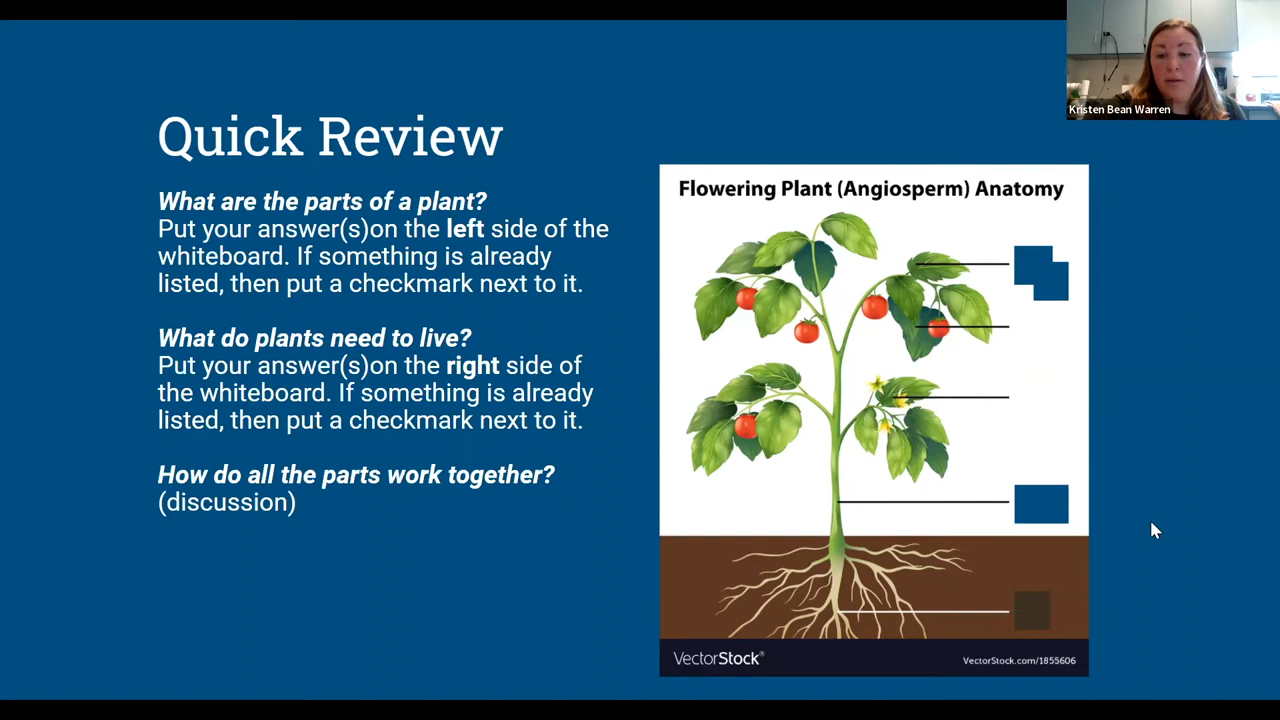 Kristen Bean Warren
Quick Review
What are the parts of a plant?
Put your answer(s)on the left side of the
whiteboard. If something is already
listed, then put a checkmark next to it.
What do plants need to live?
Put your answer(s)on the right side of
the whiteboard. If something is already
listed, then put a checkmark next to it.
How do all the parts work together?
(discussion)
Flowering Plant (Angiosperm) Anatomy
VectorStock®
VectorStock.com/1855606